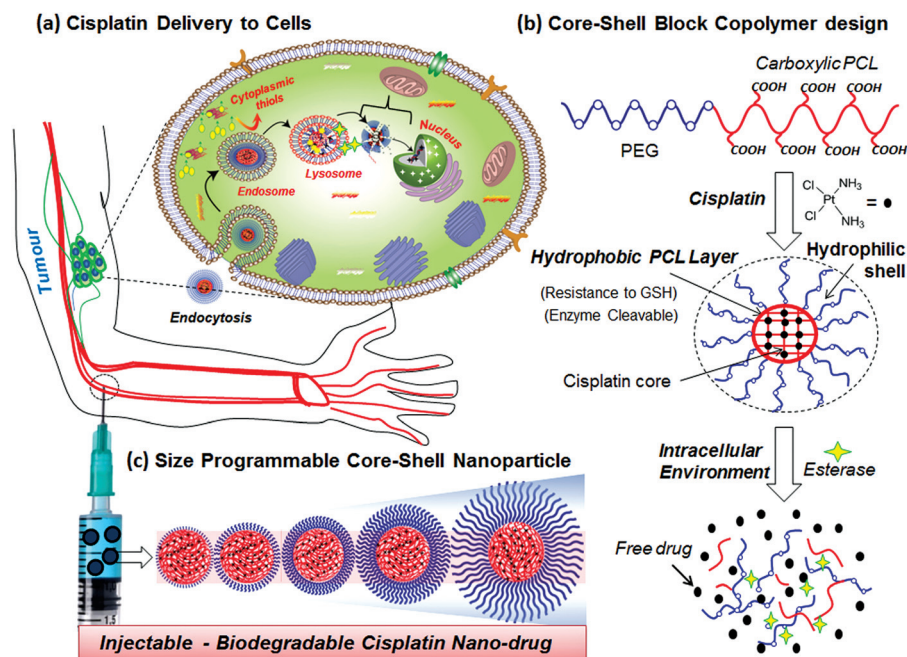 (a) Cisplatin Delivery to Cells
Cytoplasmic
thiols
Endosome
Lysosome
Nucleus
Tumour
Endocytosis
(b) Core-Shell Block Copolymer design
Carboxylic PCL
COOH COOH COOH
PEG
COOH COOH COOH COOH
Cisplatin
Cl NH3
Pt
Cl NH3
=
Hydrophobic PCL Layer
Hydrophilic
shell
(Resistance to GSH)
(Enzyme Cleavable)
Cisplatin core
Intracellular
Environment
Esterase
Free drug
(c) Size Programmable Core-Shell Nanoparticle
1.5
Injectable - Biodegradable Cisplatin Nano-drug